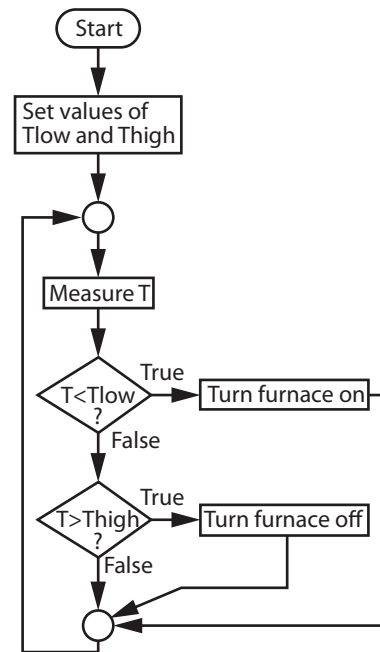 Start
Set values of
Tlow and Thigh
Measure T
T<Tlow
?
True
Turn furnace on
False
T>Thigh
?
True
Turn furnace off
False